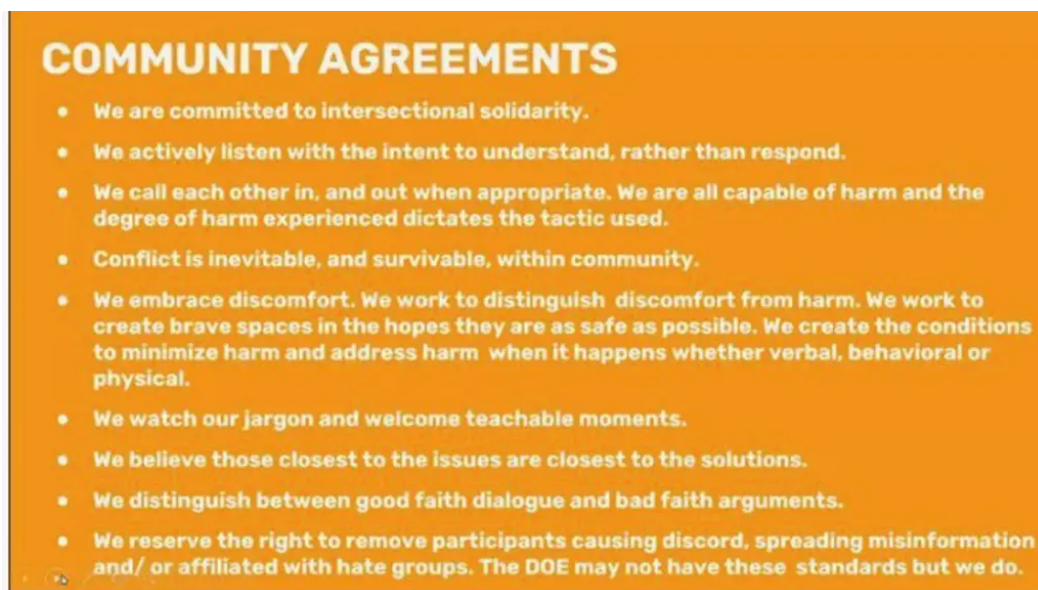 COMMUNITY AGREEMENTS
• We are committed to intersectional solidarity.
• We actively listen with the intent to understand, rather than respond.
• We call each other in, and out when appropriate. We are all capable of harm and the
degree of harm experienced dictates the tactic used.
• Conflict is inevitable, and survivable, within community.
• We embrace discomfort. We work to distinguish discomfort from harm. We work to
create brave spaces in the hopes they are as safe as possible. We create the conditions
to minimize harm and address harm when it happens whether verbal, behavioral or
physical.
• We watch our jargon and welcome teachable moments.
• We believe those closest to the issues are closest to the solutions.
• We distinguish between good faith dialogue and bad faith arguments.
• We reserve the right to remove participants causing discord, spreading misinformation
and/ or affiliated with hate groups. The DOE may not have these standards but we do.